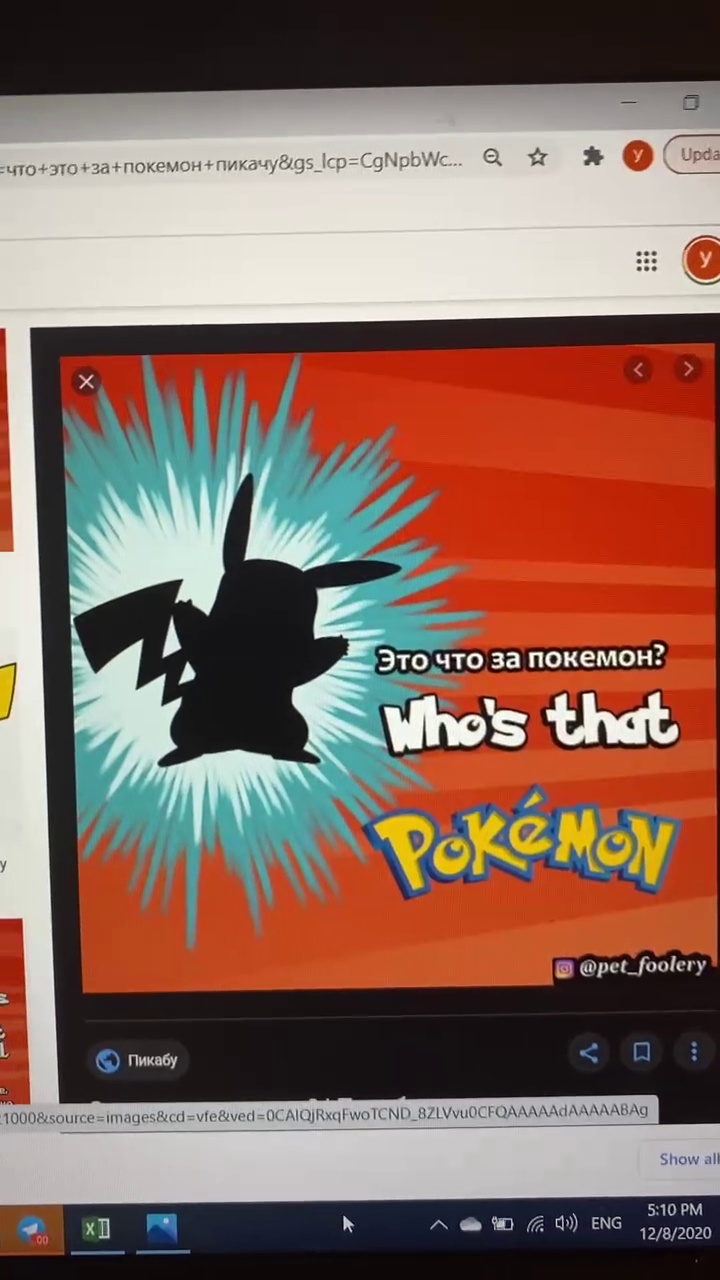 =что+это+за+покемон+пикачу&gs_lcp=CgNpbWc...
У
Upda
У
Это что за покемон?
Who's that
POKéMON
@pet_foolery
Пикабу
1000&source=images&cd=vfe&ved=0CAIQjRxqFwoTCND_8ZLVvu0CFQAAAAAdAAAAABAg
Show all
5:10 PM
ENG
12/8/2020